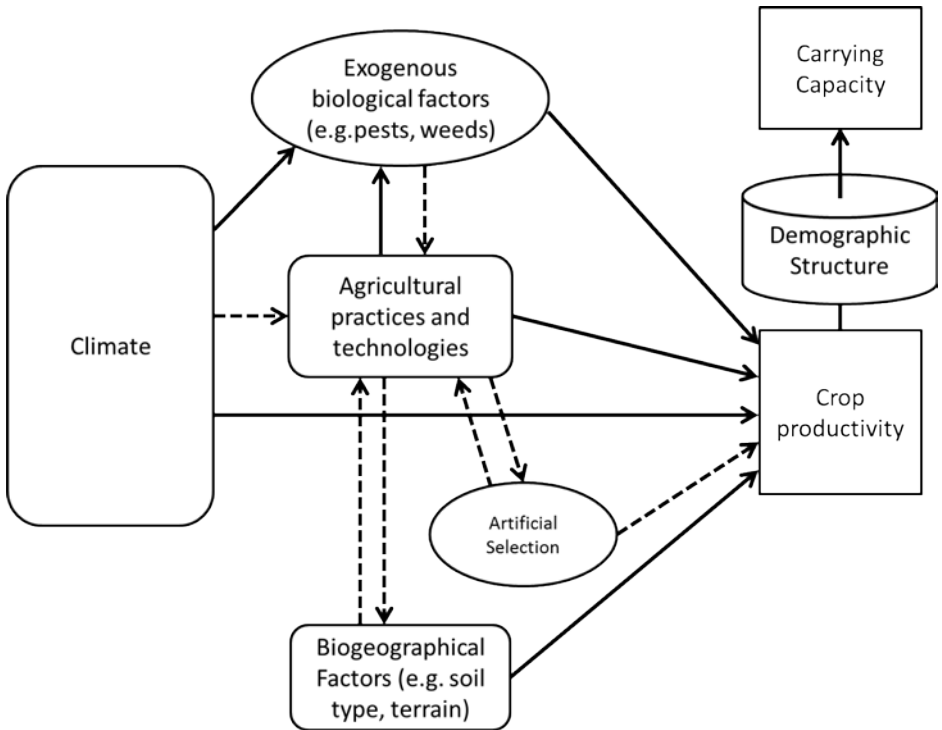 Exogenous
biological factors
(e.g.pests, weeds)
Carrying
Capacity
Demographic
Structure
Agricultural
practices and
technologies
Climate
Crop
productivity
Artificial
Selection
Biogeographical
Factors (e.g. soil
type, terrain)